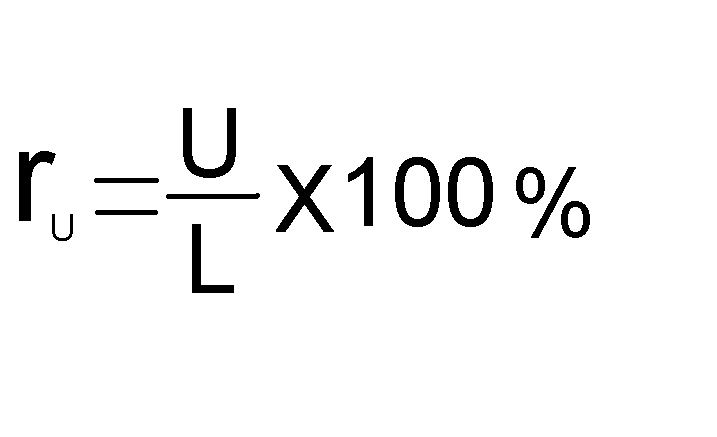 r_U = U/L X100 %